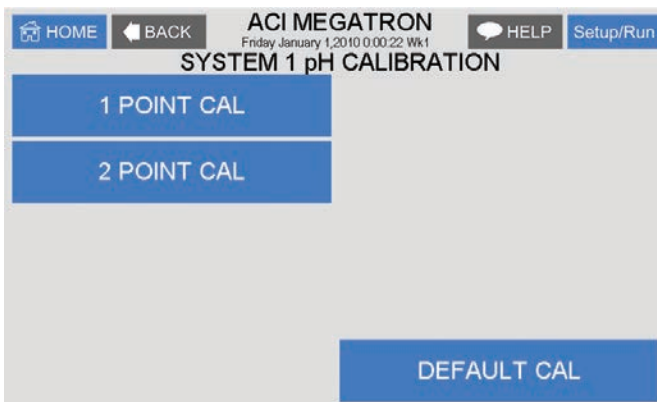 HOME BACK ACI MEGATRON HELP Setup/Run
Friday January 1,2010 0:00:22 Wk1
SYSTEM 1 pH CALIBRATION
1 POINT CAL
2 POINT CAL
DEFAULT CAL